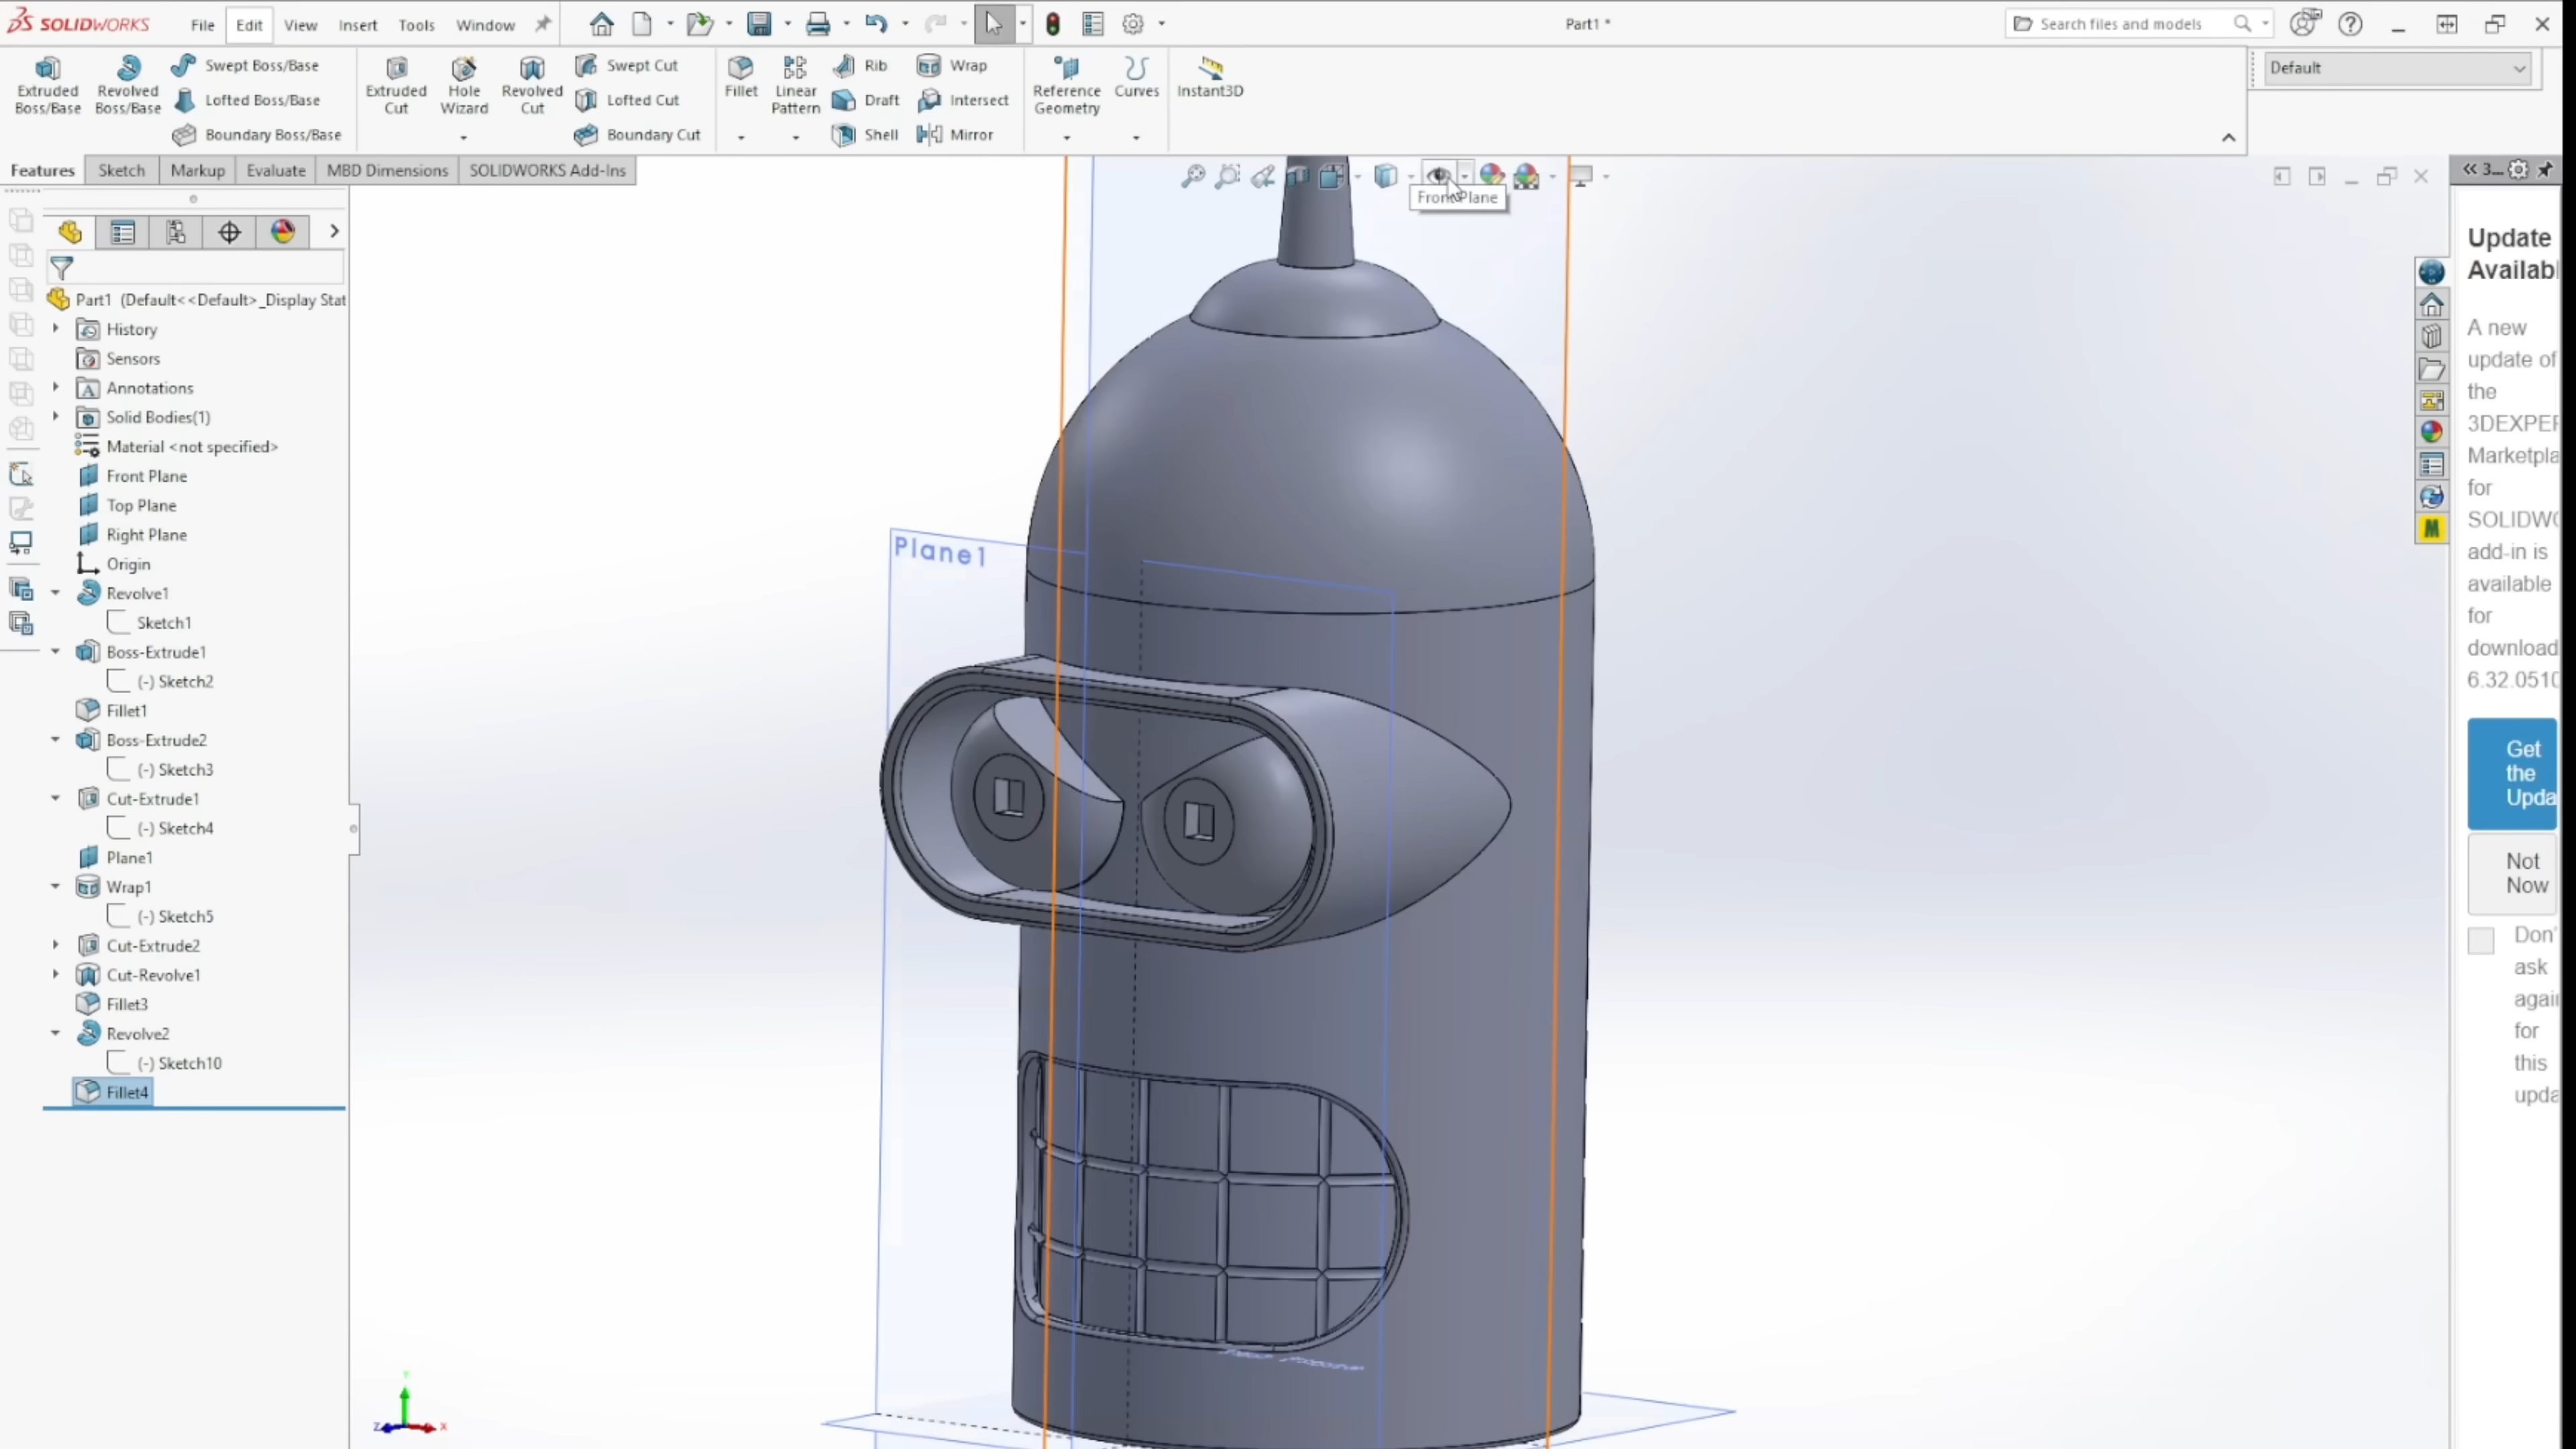 SOLIDWORKS File Edit View Insert Tools Window Part1 * Search files and models
Extruded Boss/Base Revolved Boss/Base Swept Boss/Base Lofted Boss/Base Boundary Boss/Base Extruded Cut Hole Wizard Revolved Cut Swept Cut Lofted Cut Boundary Cut Fillet Linear Pattern Rib Draft Shell Wrap Intersect Mirror Reference Geometry Curves Instant3D Default
Features Sketch Markup Evaluate MBD Dimensions SOLIDWORKS Add-Ins
Front Plane
3...
Part1 (Default<<Default>_Display Stat
History
Sensors
A Annotations
Solid Bodies(1)
Material <not specified>
Front Plane
Top Plane
Right Plane
Origin
Revolve1
Sketch1
Boss-Extrude1
(-) Sketch2
Fillet1
Boss-Extrude2
(-) Sketch3
Cut-Extrude1
(-) Sketch4
Plane1
Wrap1
(-) Sketch5
Cut-Extrude2
Cut-Revolve1
Fillet3
Revolve2
(-) Sketch10
Fillet4
Plane1
Y
Z
X
Update
Availabl
A new
update of
the
3DEXPER
Marketpla
for
SOLIDWO
add-in is
available
for
download
6.32.0510
M
Get
the
Upda
Not
Now
Don'
ask
again
for
this
upda